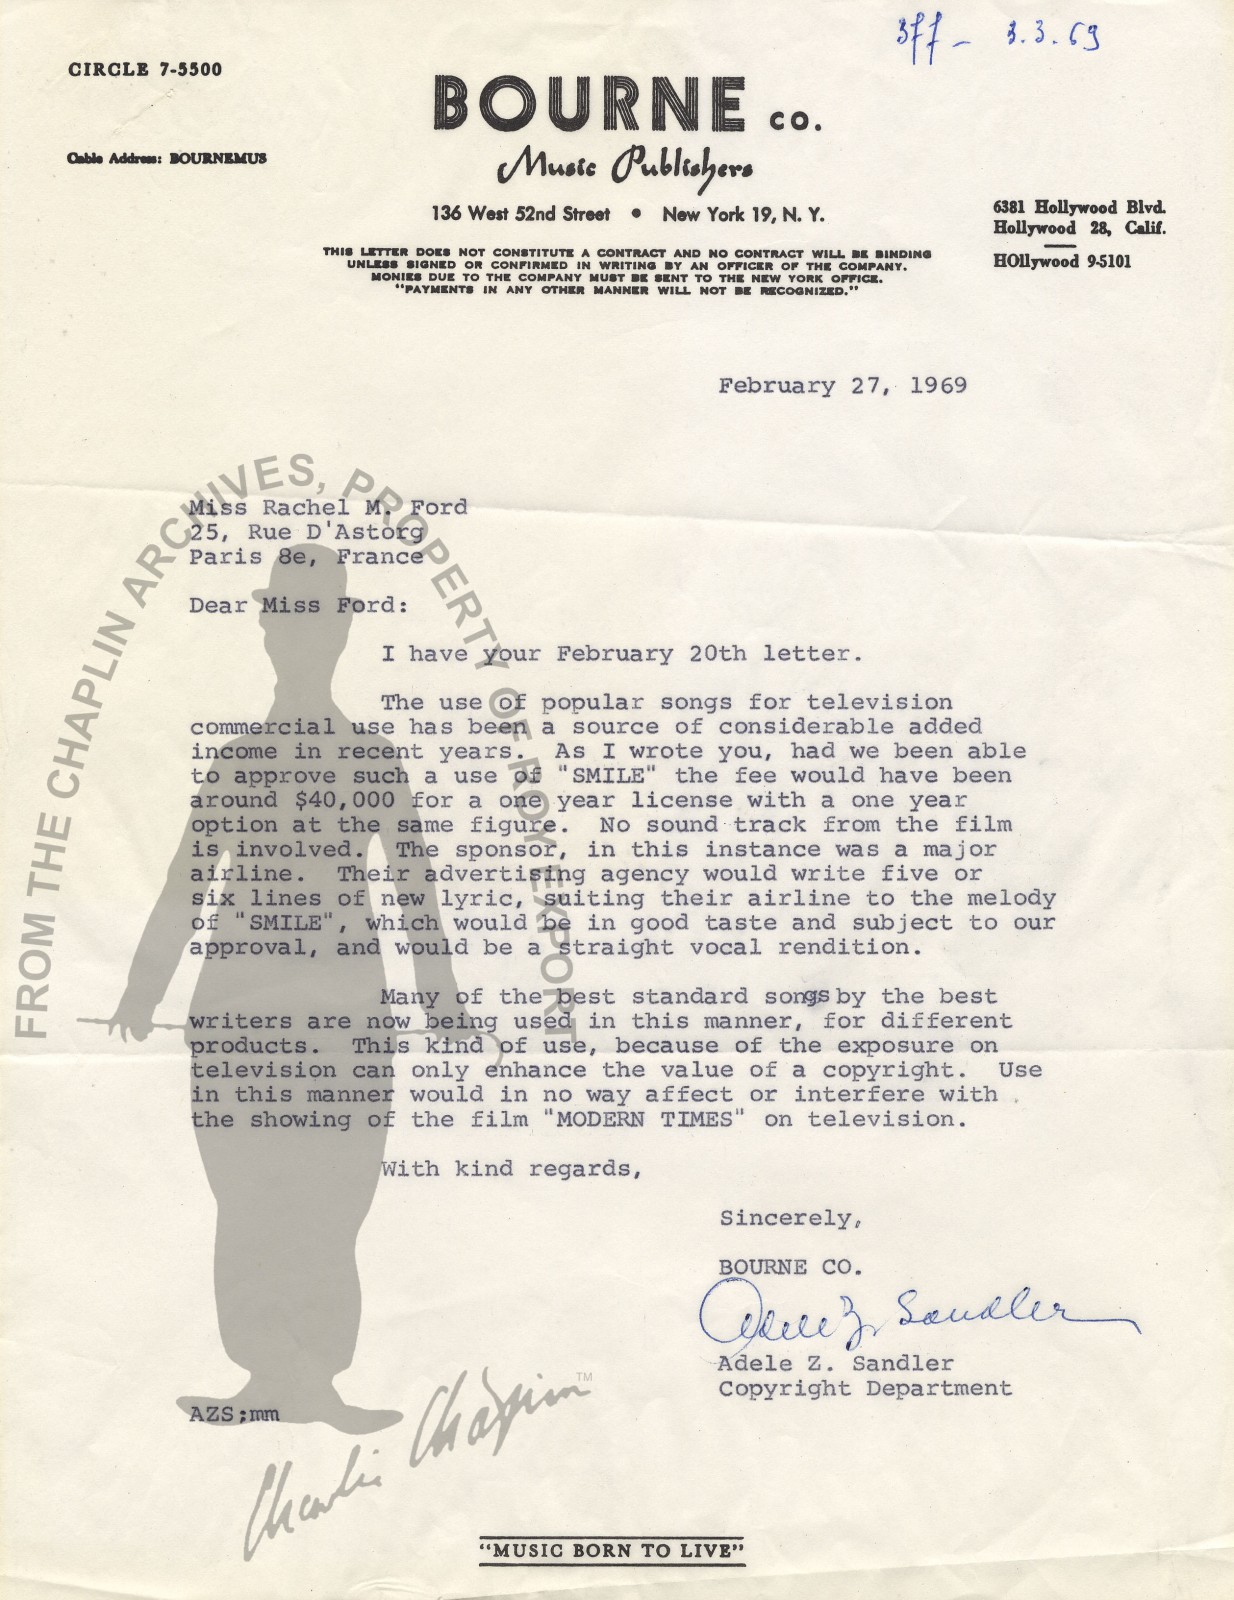 3ff - 3.3.69
CIRCLE 7-5500
BOURNE CO.
Cable Address: BOURNEMUS
Music Publishers
136 West 52nd Street • New York 19, N. Y.
6381 Hollywood Blvd.
Hollywood 28, Calif.
HOllywood 9-5101
THIS LETTER DOES NOT CONSTITUTE A CONTRACT AND NO CONTRACT WILL BE BINDING
UNLESS SIGNED OR CONFIRMED IN WRITING BY AN OFFICER OF THE COMPANY.
MONIES DUE TO THE COMPANY MUST BE SENT TO THE NEW YORK OFFICE.
"PAYMENTS IN ANY OTHER MANNER WILL NOT BE RECOGNIZED."
February 27, 1969
FROM THE CHAPLIN ARCHIVES, PROPERTY OF ROY EXPORT
Miss Rachel M. Ford
25, Rue D'Astorg
Paris 8e, France
Dear Miss Ford:
I have your February 20th letter.
The use of popular songs for television
commercial use has been a source of considerable added
income in recent years. As I wrote you, had we been able
to approve such a use of "SMILE" the fee would have been
around $40,000 for a one year license with a one year
option at the same figure. No sound track from the film
is involved. The sponsor, in this instance was a major
airline. Their advertising agency would write five or
six lines of new lyric, suiting their airline to the melody
of "SMILE", which would be in good taste and subject to our
approval, and would be a straight vocal rendition.
Many of the best standard songs by the best
writers are now being used in this manner, for different
products. This kind of use, because of the exposure on
television can only enhance the value of a copyright. Use
in this manner would in no way affect or interfere with
the showing of the film "MODERN TIMES" on television.
With kind regards,
Sincerely,
BOURNE CO.
Adele Z. Sandler
Adele Z. Sandler
Copyright Department
AZS;mm
Charlie Chaplin TM
"MUSIC BORN TO LIVE"